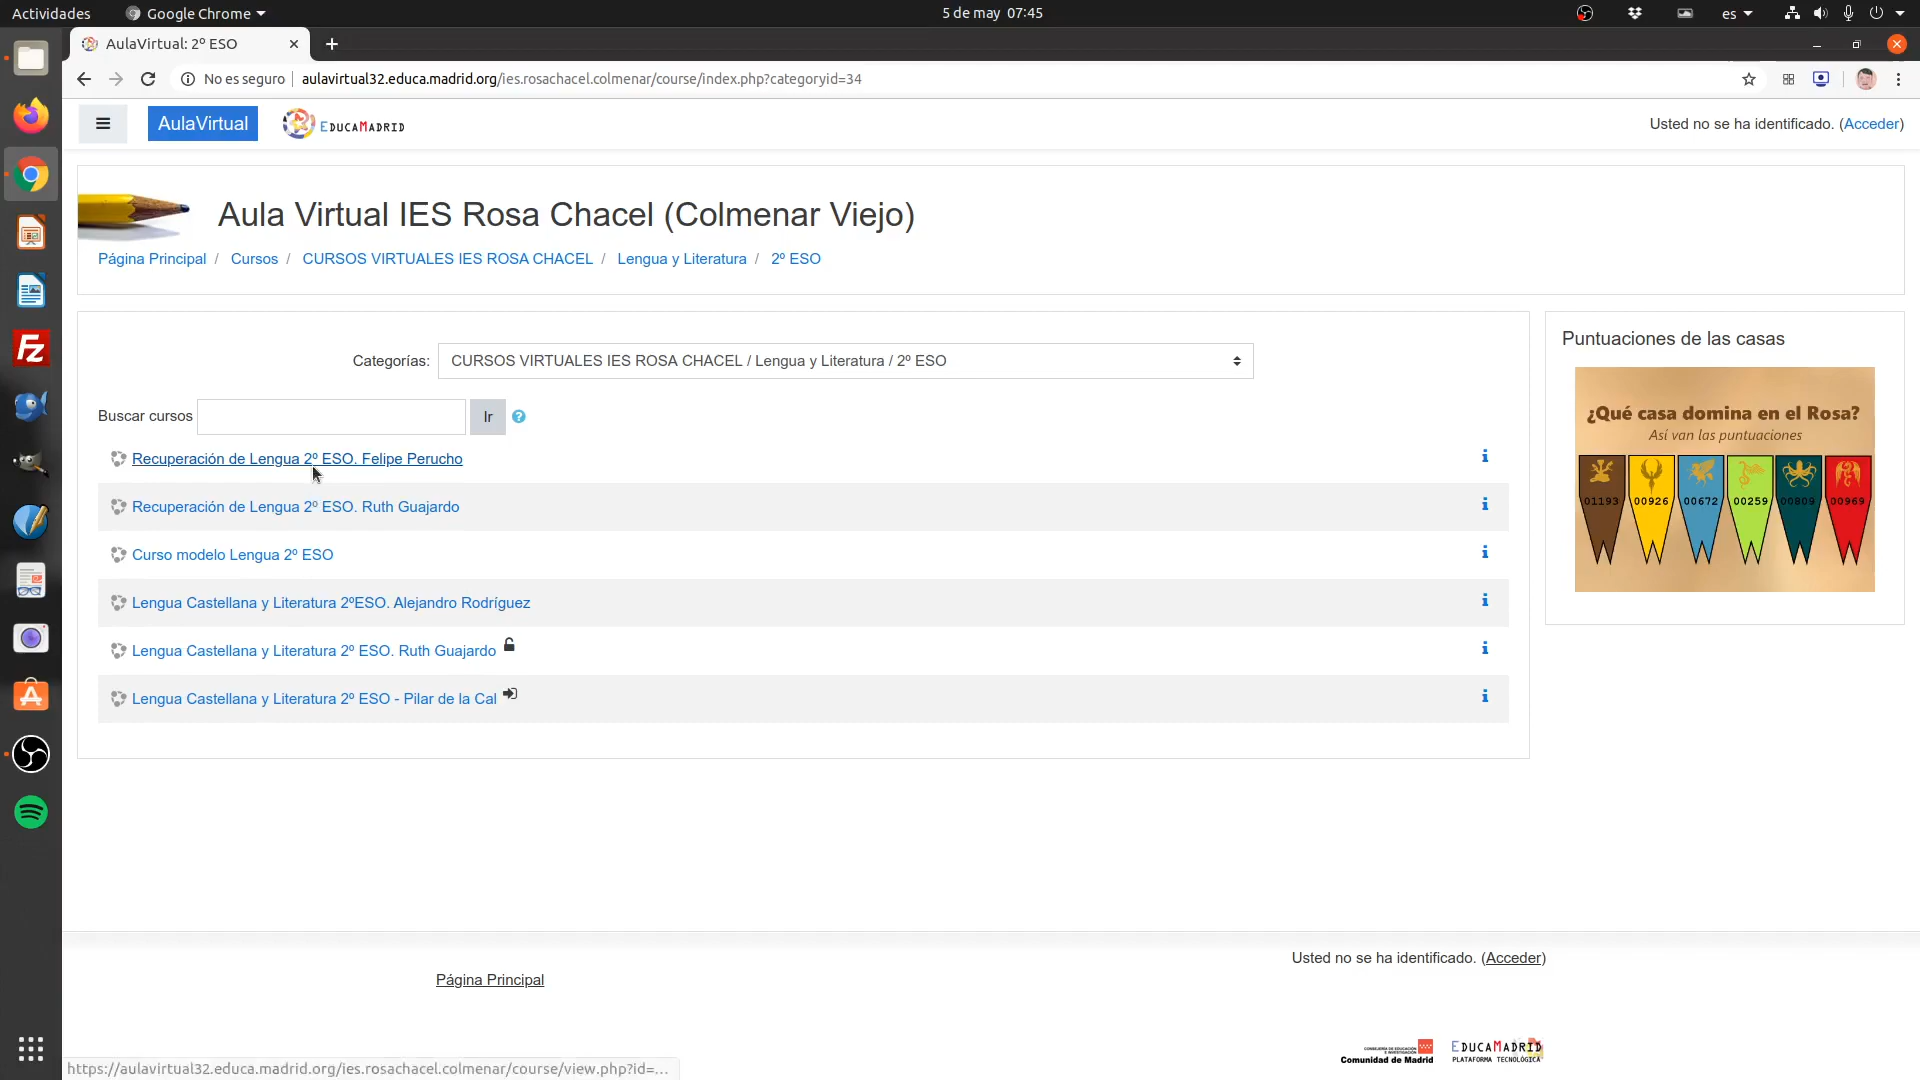 Actividades
Google Chrome
5 de may 07:45
es
AulaVirtual: 2º ESO
No es seguro
aulavirtual32.educa.madrid.org/ies.rosachacel.colmenar/course/index.php?categoryid=34
AulaVirtual
EDUCAMADRID
Usted no se ha identificado. (Acceder)
Aula Virtual IES Rosa Chacel (Colmenar Viejo)
Página Principal / Cursos / CURSOS VIRTUALES IES ROSA CHACEL / Lengua y Literatura / 2º ESO
Categorías:
CURSOS VIRTUALES IES ROSA CHACEL / Lengua y Literatura / 2º ESO
Buscar cursos
Ir
Recuperación de Lengua 2º ESO. Felipe Perucho
Recuperación de Lengua 2º ESO. Ruth Guajardo
Curso modelo Lengua 2º ESO
Lengua Castellana y Literatura 2ºESO. Alejandro Rodríguez
Lengua Castellana y Literatura 2º ESO. Ruth Guajardo
Lengua Castellana y Literatura 2º ESO - Pilar de la Cal
Puntuaciones de las casas
¿Qué casa domina en el Rosa?
Así van las puntuaciones
01193 00926 00672 00259 00809 00969
Usted no se ha identificado. (Acceder)
Página Principal
CONSEJERÍA DE EDUCACIÓN
E INVESTIGACIÓN
Comunidad de Madrid
EDUCAMADRID
PLATAFORMA TECNOLÓGICA
https://aulavirtual32.educa.madrid.org/ies.rosachacel.colmenar/course/view.php?id=...